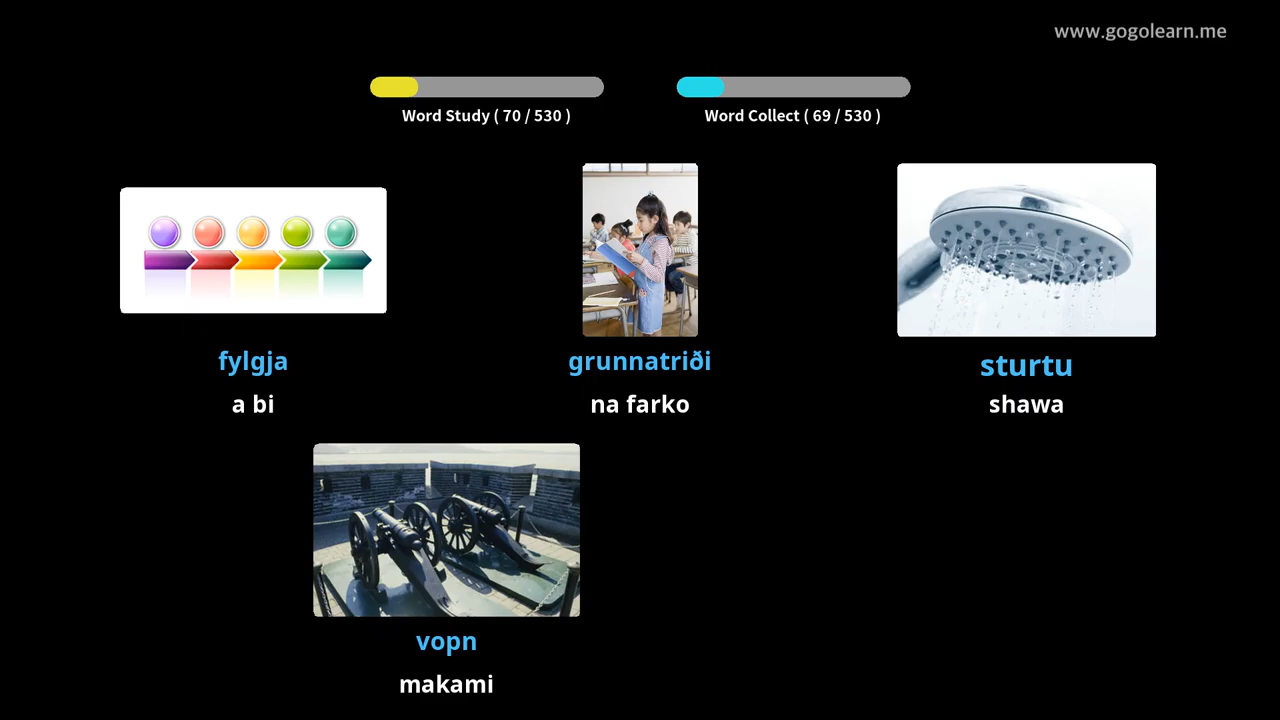 www.gogolearn.me
Word Study ( 70 / 530 )
Word Collect ( 69 / 530 )
fylgja
a bi
grunnatriði
na farko
sturtu
shawa
vopn
makami